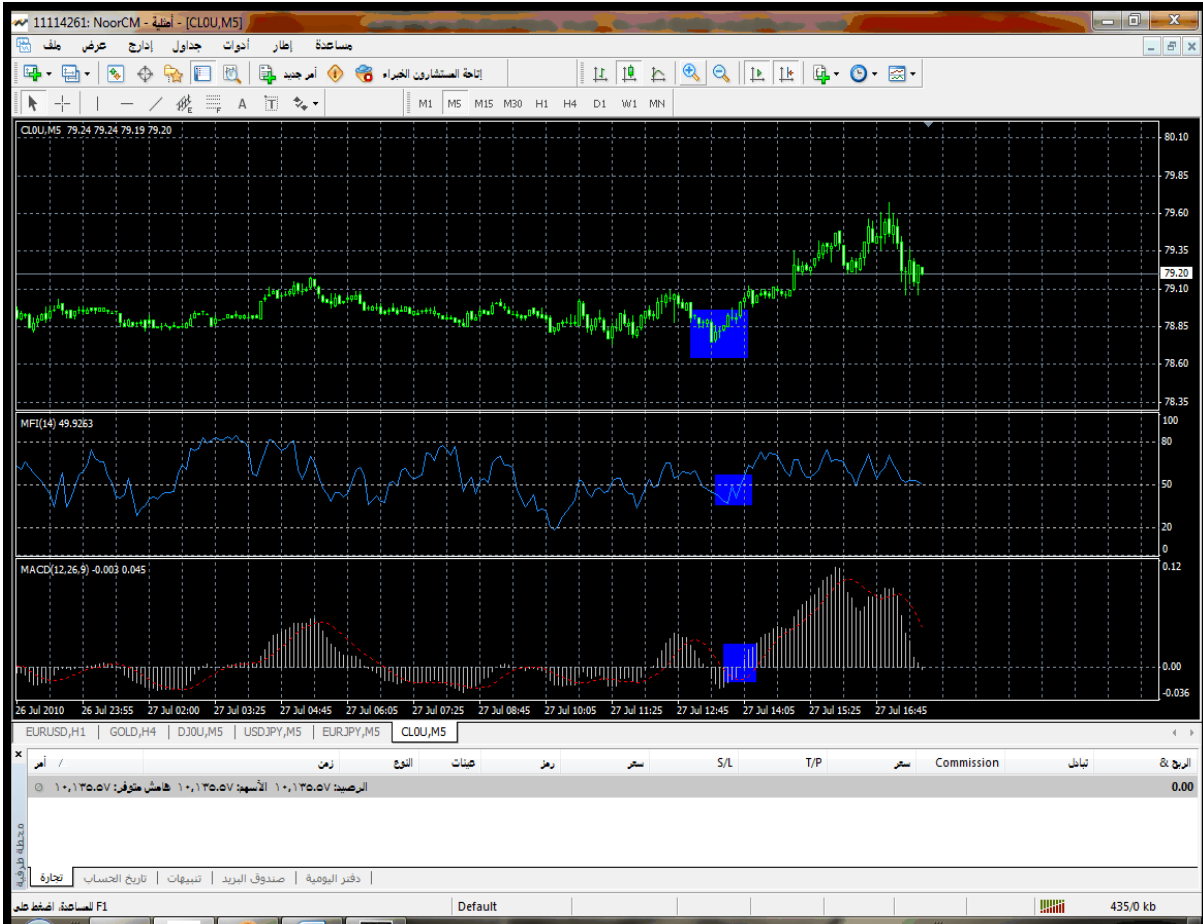 11114261: NoorCM - أمثلية - [CL0U,M5]
ملف عرض إدارج جداول أدوات إطار مساعدة
أمر جديد إتاحة المستشارون الخبراء
A T M1 M5 M15 M30 H1 H4 D1 W1 MN
CL0U,M5 79.24 79.24 79.19 79.20
80.10
79.85
79.60
79.35
79.20
79.10
78.85
78.60
78.35
MFI(14) 49.9263
100
80
50
20
0
MACD(12,26,9) -0.003 0.045
0.12
0.00
-0.036
26 Jul 2010 26 Jul 23:55 27 Jul 02:00 27 Jul 03:25 27 Jul 04:45 27 Jul 06:05 27 Jul 07:25 27 Jul 08:45 27 Jul 10:05 27 Jul 11:25 27 Jul 12:45 27 Jul 14:05 27 Jul 15:25 27 Jul 16:45
EURUSD,H1 | GOLD,H4 | DJ0U,M5 | USDJPY,M5 | EURJPY,M5 | CL0U,M5
أمر / زمن النوع عينات رمز سعر S/L T/P سعر Commission تبادل الربح &
الرصيد: ١٠,١٣٥.٥٧ الأسهم: ١٠,١٣٥.٥٧ هامش متوفر: ١٠,١٣٥.٥٧ 0.00
محطة طرفية
تجارة | تاريخ الحساب | تنبيهات | صندوق البريد | دفتر اليومية
للمساعدة, اضغط على F1 Default 435/0 kb